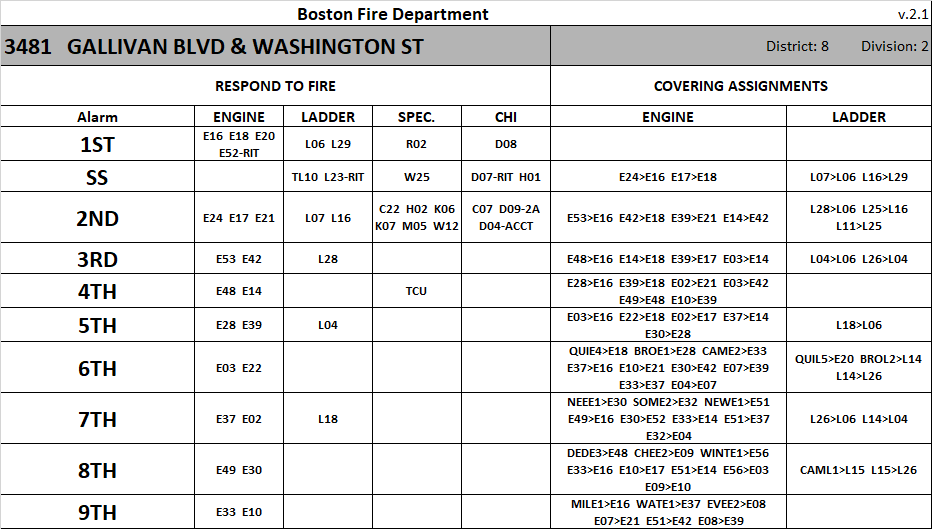 Boston Fire Department v.2.1
3481 GALLIVAN BLVD & WASHINGTON ST District: 8 Division: 2
RESPOND TO FIRE COVERING ASSIGNMENTS
Alarm ENGINE LADDER SPEC. CHI ENGINE LADDER
1ST
E16 E18 E20
E52-RIT
L06 L29
R02
D08
SS
TL10 L23-RIT
W25
D07-RIT H01
E24>E16 E17>E18
L07>L06 L16>L29
2ND
E24 E17 E21
L07 L16
C22 H02 K06
K07 M05 W12
C07 D09-2A
D04-ACCT
E53>E16 E42>E18 E39>E21 E14>E42
L28>L06 L25>L16
L11>L25
3RD
E53 E42
L28
E48>E16 E14>E18 E39>E17 E03>E14
L04>L06 L26>L04
4TH
E48 E14
TCU
E28>E16 E39>E18 E02>E21 E03>E42
E49>E48 E10>E39
5TH
E28 E39
L04
E03>E16 E22>E18 E02>E17 E37>E14
E30>E28
L18>L06
6TH
E03 E22
QUIE4>E18 BROE1>E28 CAME2>E33
E37>E16 E10>E21 E30>E42 E07>E39
E33>E37 E04>E07
QUIL5>E20 BROL2>L14
L14>L26
7TH
E37 E02
L18
NEEE1>E30 SOME2>E32 NEWE1>E51
E49>E16 E30>E52 E33>E14 E51>E37
E32>E04
L26>L06 L14>L04
8TH
E49 E30
DEDE3>E48 CHEE2>E09 WINTE1>E56
E33>E16 E10>E17 E51>E14 E56>E03
E09>E10
CAML1>L15 L15>L26
9TH
E33 E10
MILE1>E16 WATE1>E37 EVEE2>E08
E07>E21 E51>E42 E08>E39